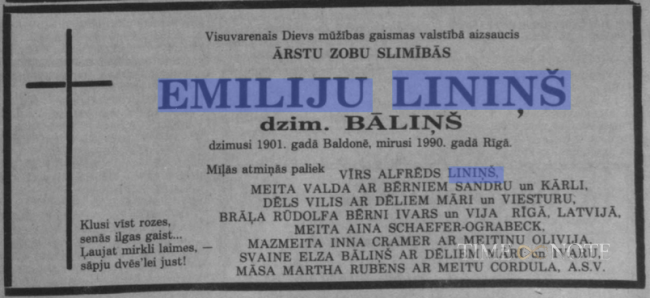 Visuvarenais Dievs mūžības gaismas valstībā aizsaucis
ĀRSTU ZOBU SLIMĪBĀS
EMILIJU LININŅŠ
dzim. BĀLIŅŠ
dzimusi 1901. gadā Baldonē, mirusi 1990. gadā Rīgā.
Mīļās atmiņās paliek VĪRS ALFRĒDS LININŅŠ,
MEITA VALDA AR BĒRNIEM SANDRU un KĀRLI,
DĒLS VILIS AR DĒLIEM MĀRI un VIESTURU,
BRĀĻA RŪDOLFA BĒRNI IVARS un VIJA RĪGĀ, LATVIJĀ,
MEITA AINA SCHAEFER-OGRABECK,
MAZMEITA INNA CRAMER AR MEITIŅU OLIVIJA,
SVAINE ELZA BĀLIŅŠ AR DĒLIEM MĀRI un IVARU,
MĀSA MARTHA RUBENS AR MEITU CORDULA, A.S.V.
Klusi vīst rozes,
senās ilgas gaist...
Ļaujat mirkli laimes, —
sāpju dvēs'lei just!